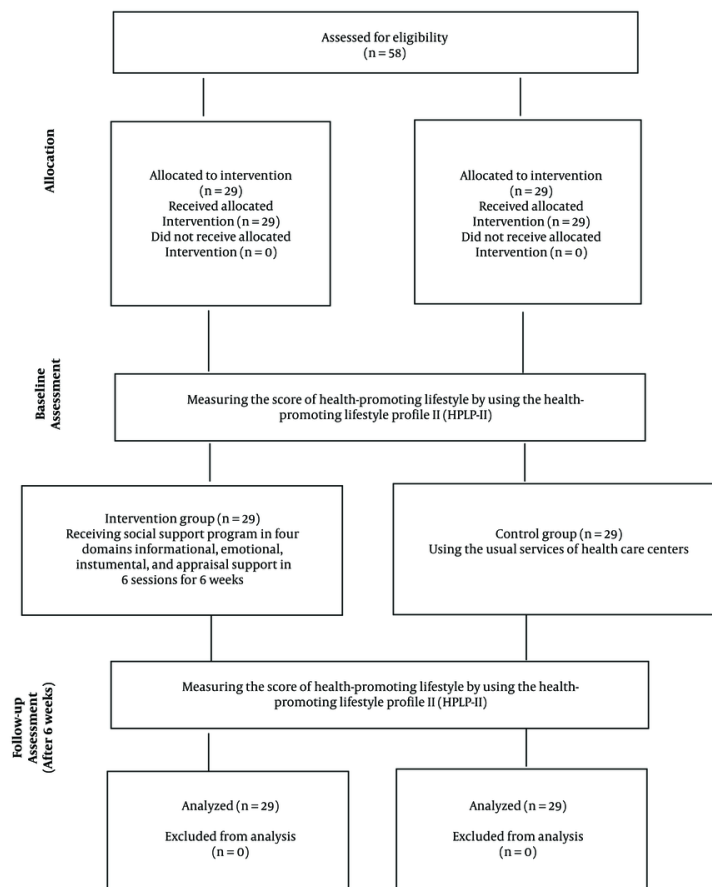 Assessed for eligibility
(n = 58)
Allocation
Allocated to intervention
(n = 29)
Received allocated
Intervention (n = 29)
Did not receive allocated
Intervention (n = 0)
Allocated to intervention
(n = 29)
Received allocated
Intervention (n = 29)
Did not receive allocated
Intervention (n = 0)
Baseline
Assessment
Measuring the score of health-promoting lifestyle by using the health-
promoting lifestyle profile II (HPLP-II)
Intervention group (n = 29)
Receiving social support program in four
domains informational, emotional,
instumental, and appraisal support in
6 sessions for 6 weeks
Control group (n = 29)
Using the usual services of health care centers
Follow-up
Assessment
(After 6 weeks)
Measuring the score of health-promoting lifestyle by using the health-
promoting lifestyle profile II (HPLP-II)
Analyzed (n = 29)
Excluded from analysis
(n = 0)
Analyzed (n = 29)
Excluded from analysis
(n = 0)